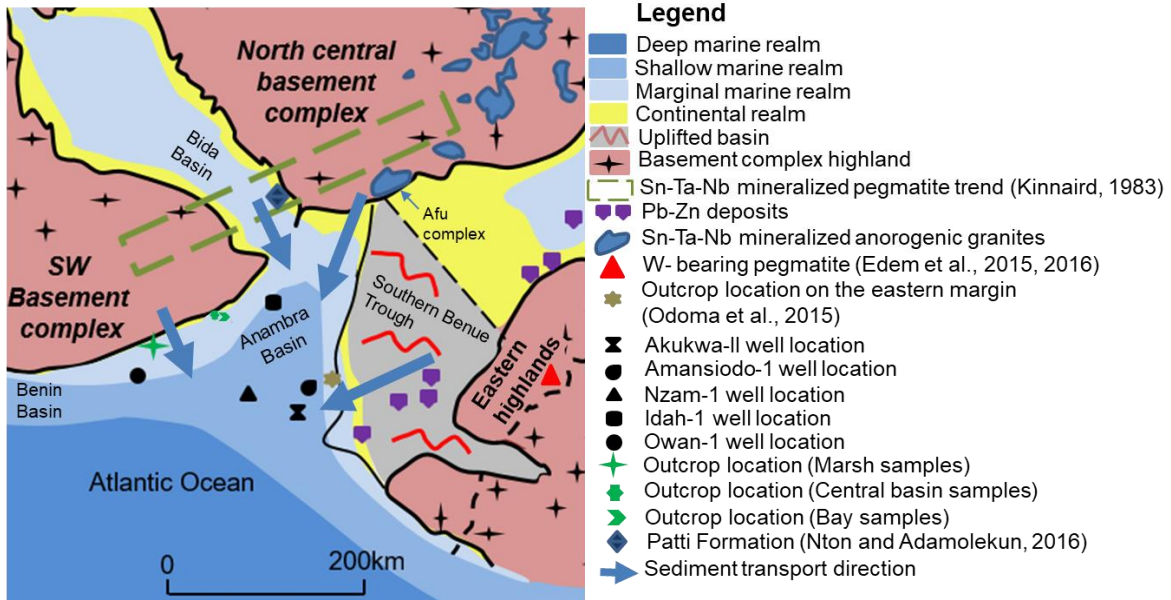 North central
basement
complex
Bida
Basin
Afu
complex
SW
Basement
complex
Anambra
Basin
Southern Benue
Trough
Eastern
highlands
Benin
Basin
Atlantic Ocean
0
200km
Legend
Deep marine realm
Shallow marine realm
Marginal marine realm
Continental realm
Uplifted basin
Basement complex highland
Sn-Ta-Nb mineralized pegmatite trend (Kinnaird, 1983)
Pb-Zn deposits
Sn-Ta-Nb mineralized anorogenic granites
W- bearing pegmatite (Edem et al., 2015, 2016)
Outcrop location on the eastern margin
(Odoma et al., 2015)
Akukwa-II well location
Amansiodo-1 well location
Nzam-1 well location
Idah-1 well location
Owan-1 well location
Outcrop location (Marsh samples)
Outcrop location (Central basin samples)
Outcrop location (Bay samples)
Patti Formation (Nton and Adamolekun, 2016)
Sediment transport direction